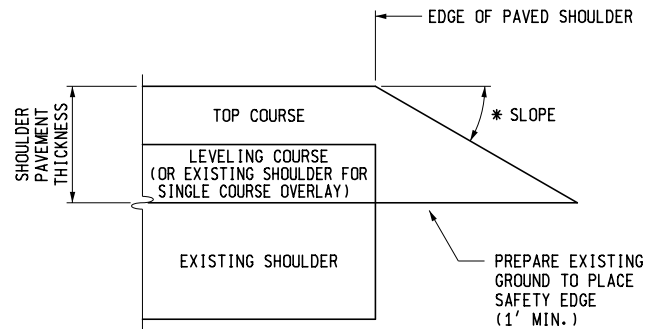 EDGE OF PAVED SHOULDER
SHOULDER
PAVEMENT
THICKNESS
TOP COURSE
* SLOPE
LEVELING COURSE
(OR EXISTING SHOULDER FOR
SINGLE COURSE OVERLAY)
EXISTING SHOULDER
PREPARE EXISTING
GROUND TO PLACE
SAFETY EDGE
(1' MIN.)